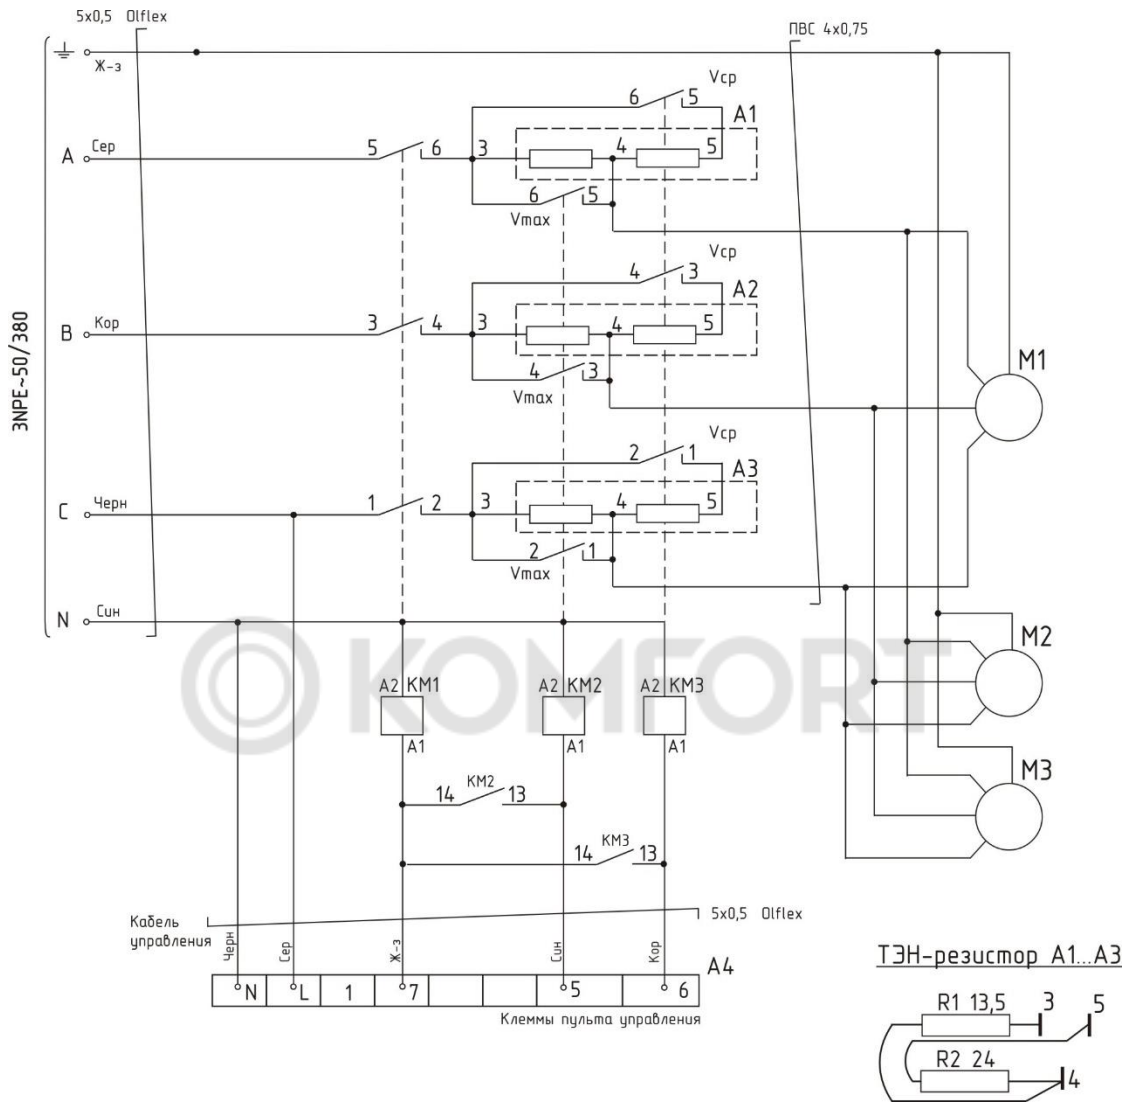 5x0,5 Olflex
ПВС 4x0,75
Ж-з
Vcp
6 5
A1
A Сер
5 6 3 4 5
6 5
Vmax
Vcp
4 3
A2
B Кор
3 4 3 4 5
4 3
Vmax
M1
3NPE~50/380
Vcp
2 1
A3
C Черн
1 2 3 4 5
2 1
Vmax
N Син
KOMFORT
M2
A2 KM1 A2 KM2 A2 KM3
A1 A1 A1
M3
KM2
14 13
KM3
14 13
Кабель
управления
5x0,5 Olflex
Черн Сер Ж-з Син Кор
A4
N L 1 7 5 6
Клеммы пульта управления
ТЭН-резистор А1...А3
R1 13,5 3 5
R2 24 4